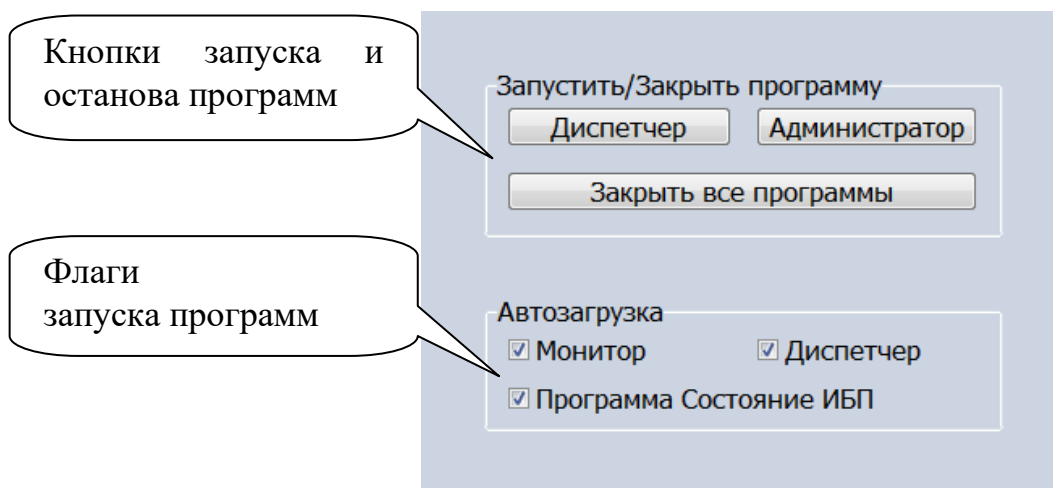 Кнопки запуска и
останова программ
Запустить/Закрыть программу
Диспетчер
Администратор
Закрыть все программы
Флаги
запуска программ
Автозагрузка
Монитор
Диспетчер
Программа Состояние ИБП